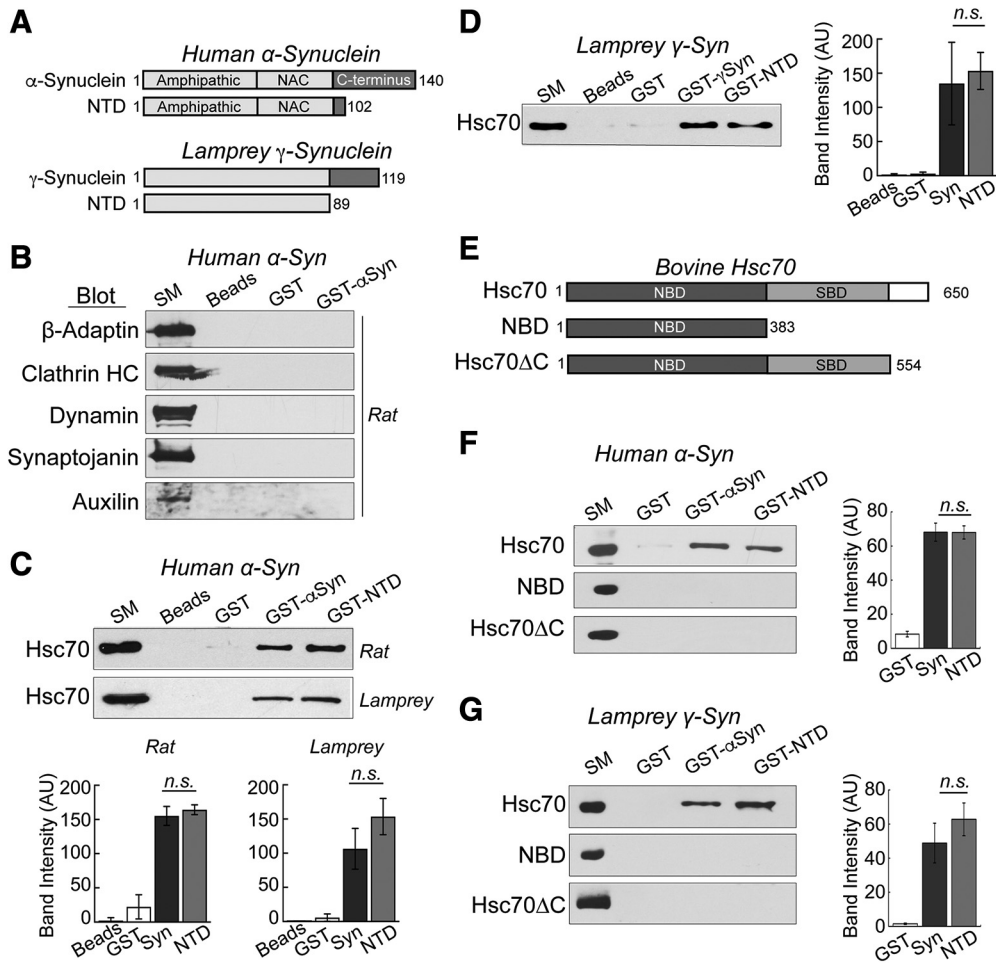 A
Human α-Synuclein
α-Synuclein 1 Amphipathic NAC C-terminus 140
NTD 1 Amphipathic NAC 102
Lamprey γ-Synuclein
γ-Synuclein 1 119
NTD 1 89
B
Human α-Syn
Blot SM Beads GST GST-αSyn
β-Adaptin
Clathrin HC
Dynamin
Synaptojanin
Auxilin
Rat
C
Human α-Syn
SM Beads GST GST-αSyn GST-NTD
Hsc70 Rat
Hsc70 Lamprey
Rat
Band Intensity (AU)
200
150
100
50
0
n.s.
Beads GST Syn NTD
Lamprey
200
150
100
50
0
n.s.
Beads GST Syn NTD
D
Lamprey γ-Syn
SM Beads GST GST-γSyn GST-NTD
Hsc70
Band Intensity (AU)
200
150
100
50
0
n.s.
Beads GST Syn NTD
E
Bovine Hsc70
Hsc70 1 NBD SBD 650
NBD 1 NBD 383
Hsc70ΔC 1 NBD SBD 554
F
Human α-Syn
SM GST GST-αSyn GST-NTD
Hsc70
NBD
Hsc70ΔC
Band Intensity (AU)
80
60
40
20
0
n.s.
GST Syn NTD
G
Lamprey γ-Syn
SM GST GST-αSyn GST-NTD
Hsc70
NBD
Hsc70ΔC
Band Intensity (AU)
80
60
40
20
0
n.s.
GST Syn NTD